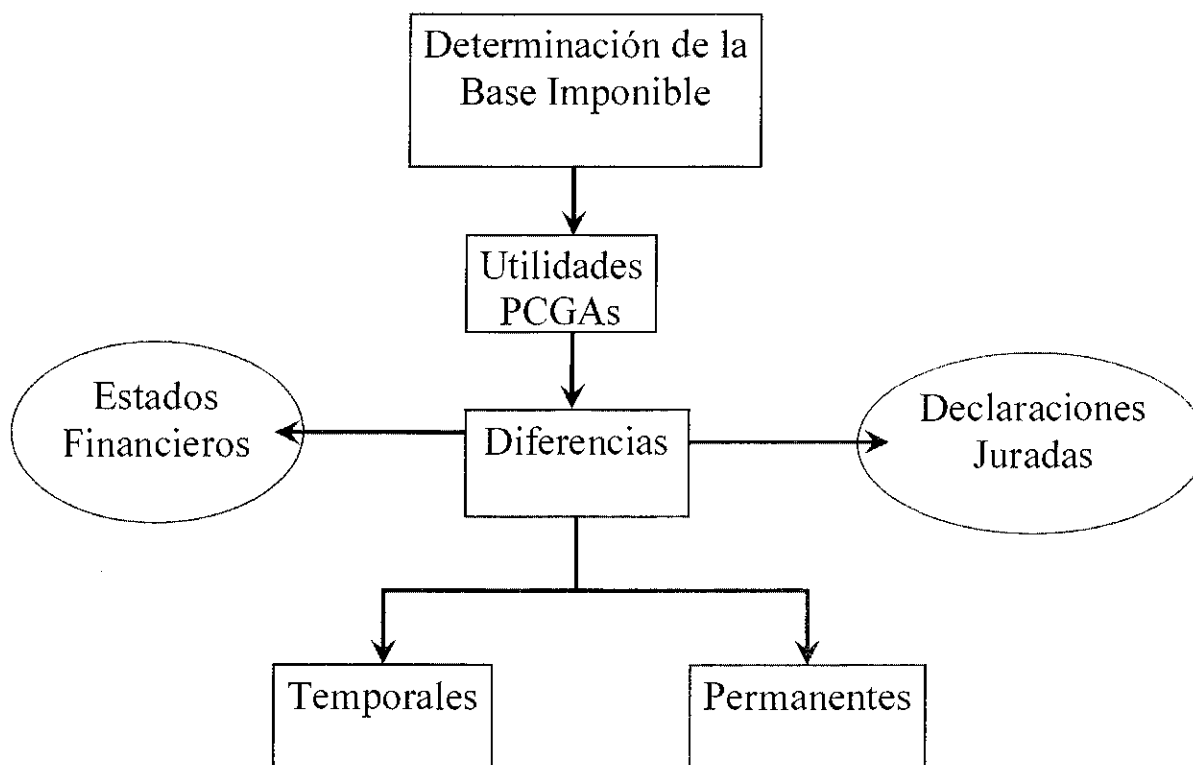 Determinación de la
Base Imponible
Utilidades
PCGAs
Estados
Financieros
Diferencias
Declaraciones
Juradas
Temporales
Permanentes